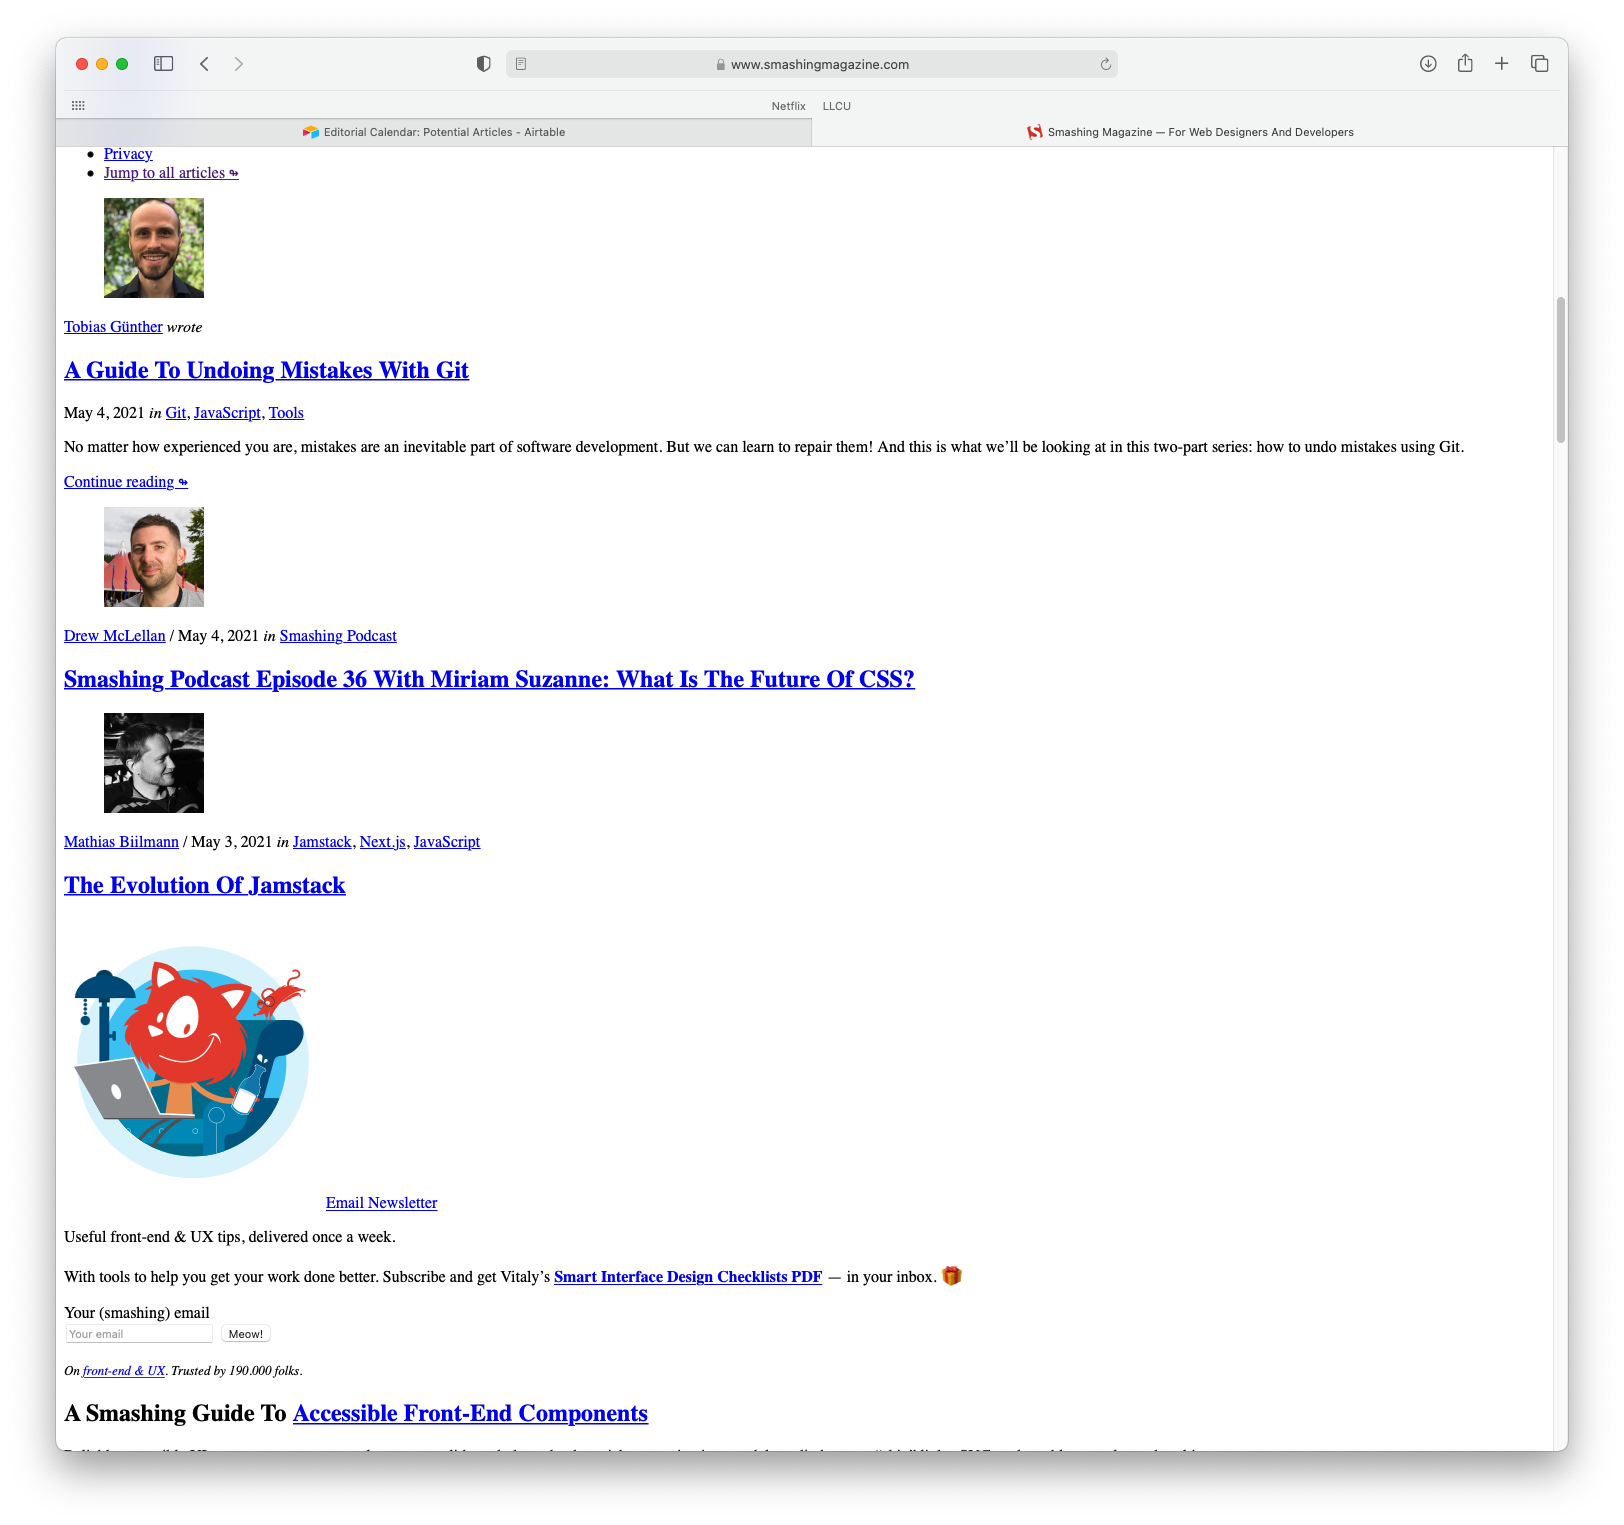 www.smashingmagazine.com
Netflix LLCU
Editorial Calendar: Potential Articles - Airtable
Smashing Magazine — For Web Designers And Developers
Privacy
Jump to all articles ↬
Tobias Günther wrote
A Guide To Undoing Mistakes With Git
May 4, 2021 in Git, JavaScript, Tools
No matter how experienced you are, mistakes are an inevitable part of software development. But we can learn to repair them! And this is what we’ll be looking at in this two-part series: how to undo mistakes using Git.
Continue reading ↬
Drew McLellan / May 4, 2021 in Smashing Podcast
Smashing Podcast Episode 36 With Miriam Suzanne: What Is The Future Of CSS?
Mathias Biilmann / May 3, 2021 in Jamstack, Next.js, JavaScript
The Evolution Of Jamstack
Email Newsletter
Useful front-end & UX tips, delivered once a week.
With tools to help you get your work done better. Subscribe and get Vitaly’s Smart Interface Design Checklists PDF — in your inbox. 🎁
Your (smashing) email
Your email Meow!
On front-end & UX. Trusted by 190.000 folks.
A Smashing Guide To Accessible Front-End Components